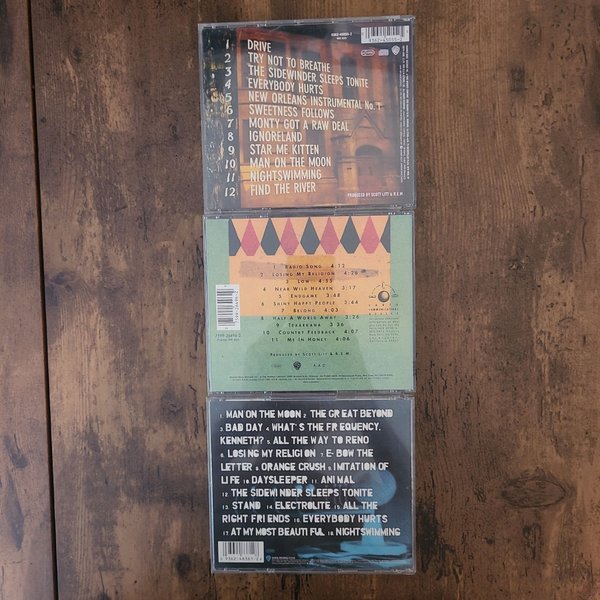 1 DRIVE
2 TRY NOT TO BREATHE
3 THE SIDEWINDER SLEEPS TONITE
4 EVERYBODY HURTS
5 NEW ORLEANS INSTRUMENTAL No. 1
6 SWEETNESS FOLLOWS
7 MONTY GOT A RAW DEAL
8 IGNORELAND
9 STAR ME KITTEN
10 MAN ON THE MOON
11 NIGHTSWIMMING
12 FIND THE RIVER
PRODUCED BY SCOTT LITT & R.E.M.
1 RADIO SONG 4:12
2 LOSING MY RELIGION 4:26
3 LOW 4:55
4 NEAR WILD HEAVEN 3:17
5 ENDGAME 3:48
6 SHINY HAPPY PEOPLE 3:44
7 BELONG 4:03
8 HALF A WORLD AWAY 3:26
9 TEXARKANA 3:36
10 COUNTRY FEEDBACK 4:07
11 ME IN HONEY 4:06
PRODUCED BY SCOTT LITT & R.E.M.
1. MAN ON THE MOON 2. THE GREAT BEYOND
3. BAD DAY 4. WHAT'S THE FREQUENCY,
KENNETH? 5. ALL THE WAY TO RENO
6. LOSING MY RELIGION 7. E- BOW THE
LETTER 8. ORANGE CRUSH 9. IMITATION OF
LIFE 10. DAYSLEEPER 11. ANIMAL
12. THE SIDEWINDER SLEEPS TONITE
13. STAND 14. ELECTROLITE 15. ALL THE
RIGHT FRIENDS 16. EVERYBODY HURTS
17. AT MY MOST BEAUTIFUL 18. NIGHTSWIMMING